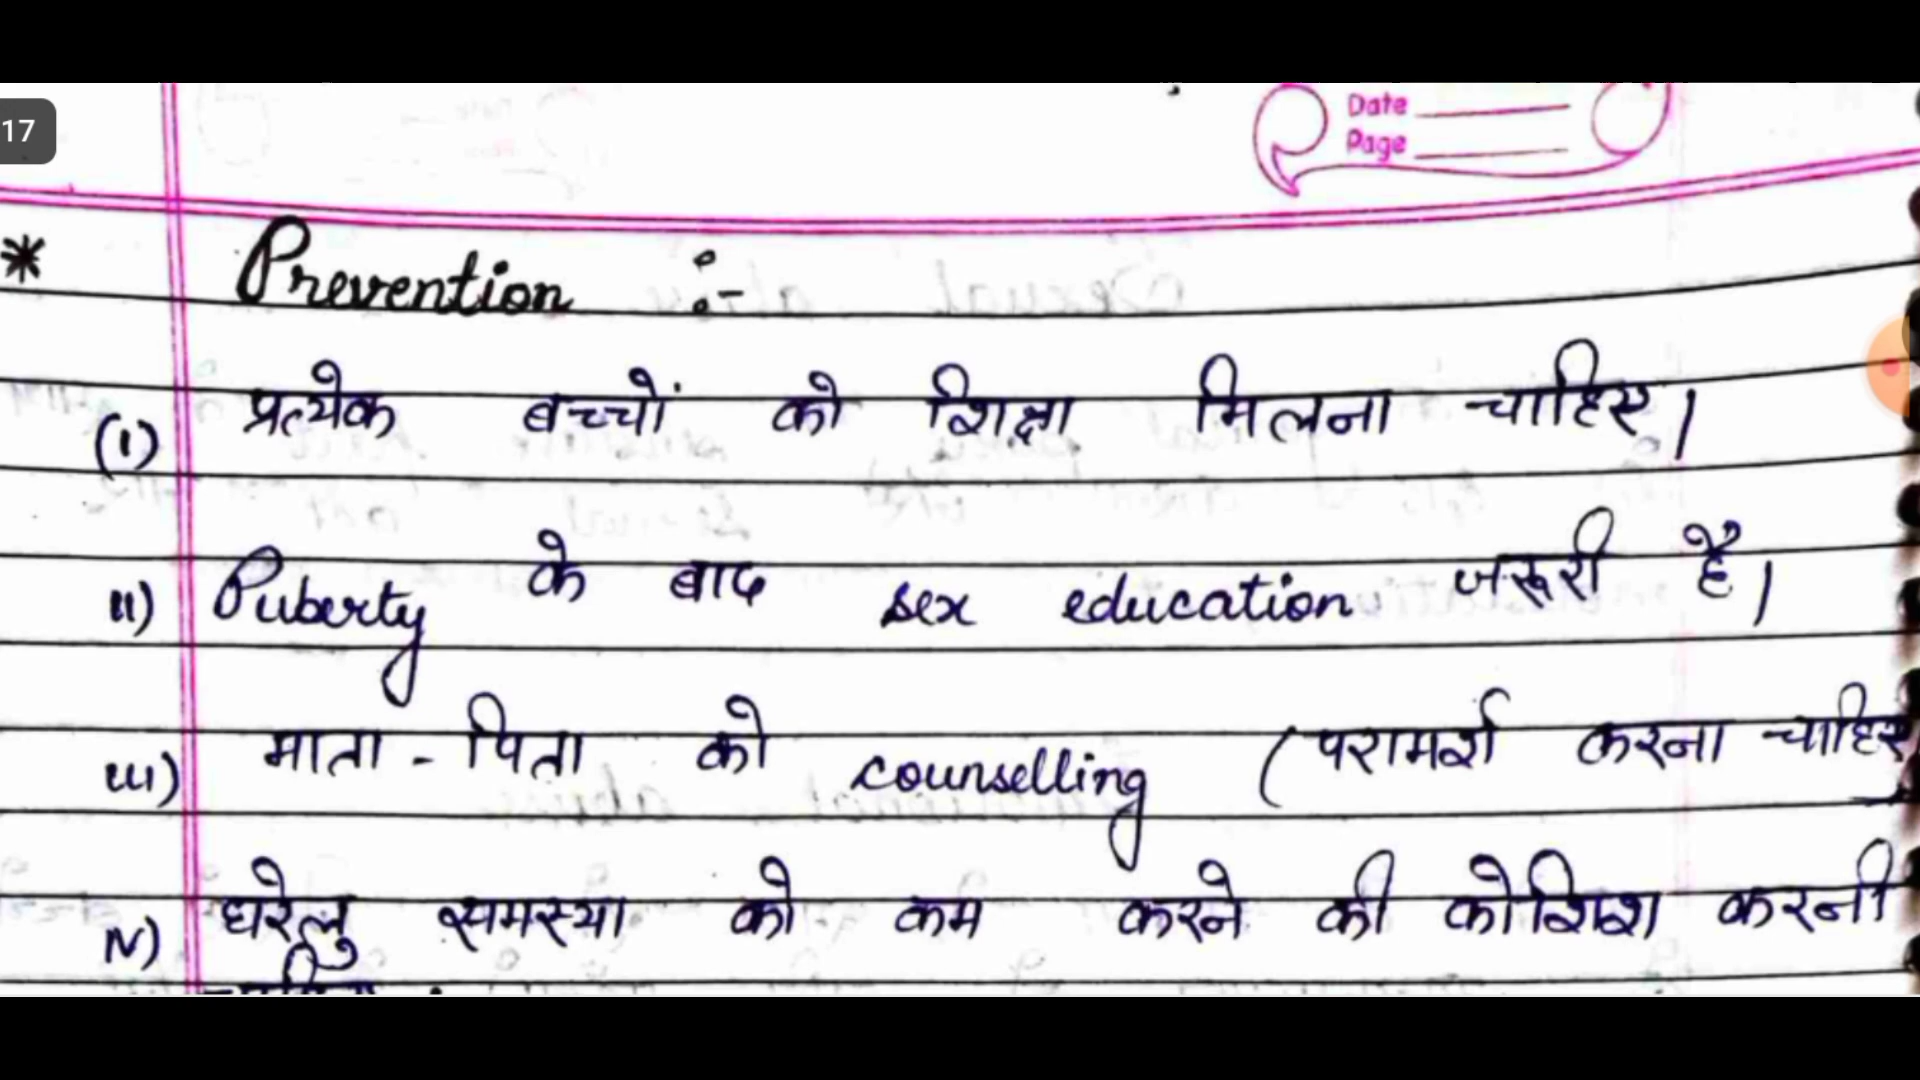 17
Date
Page
* Prevention :-
(i) प्रत्येक बच्चों को शिक्षा मिलना चाहिए।
ii) Puberty के बाद sex education जरूरी है।
iii) माता - पिता को counselling (परामर्श करना चाहिए
iv) घरेलु समस्या को कम करने की कोशिश करनी